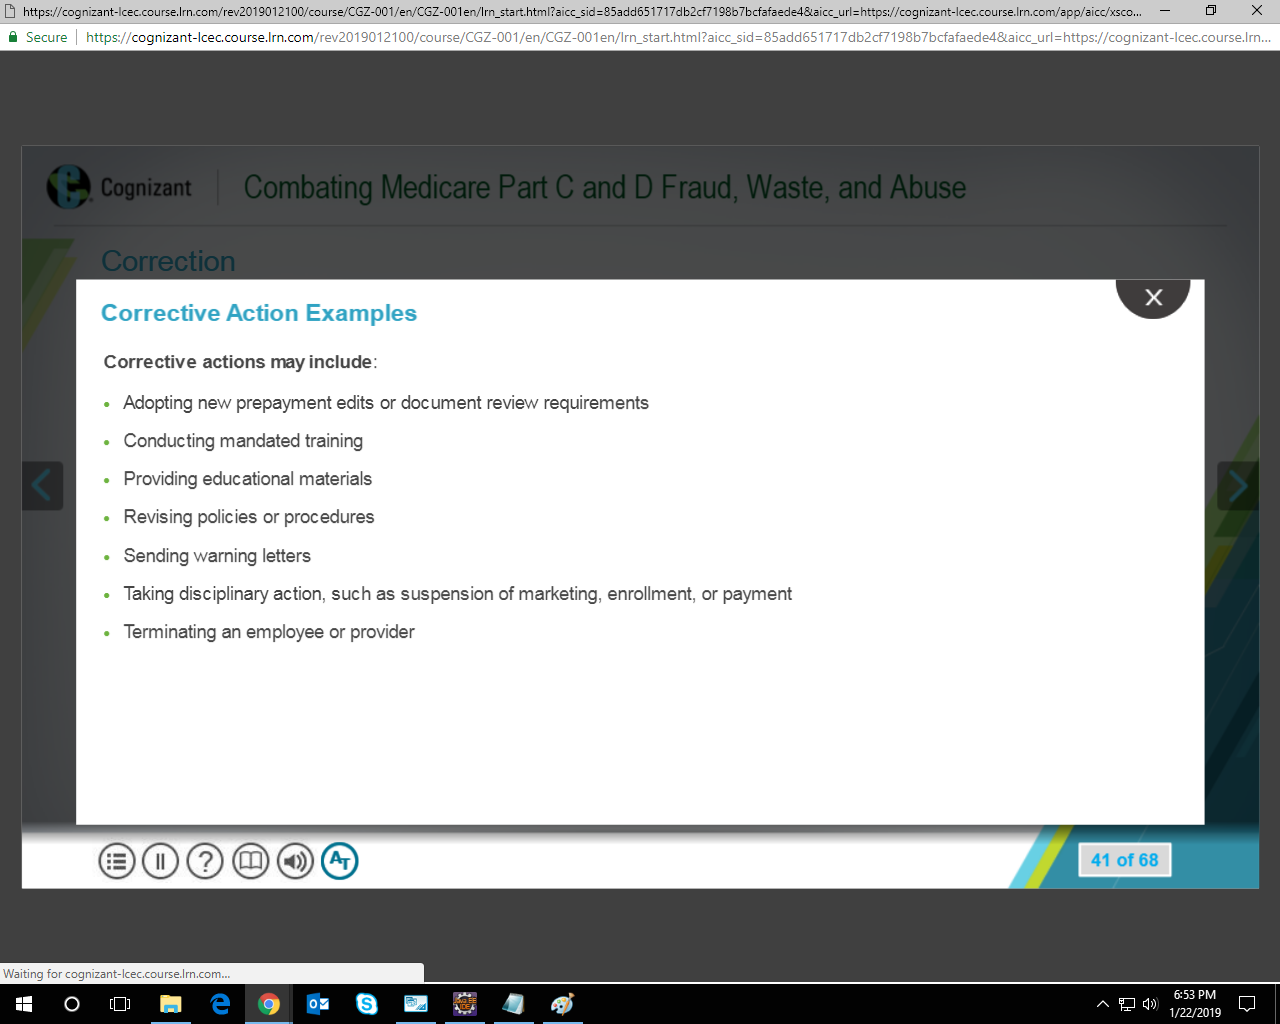 https://cognizant-lcec.course.lrn.com/rev2019012100/course/CGZ-001/en/CGZ-001en/lrn_start.html?aicc_sid=85add651717db2cf7198b7bcfafaede4&aicc_url=https://cognizant-lcec.course.lrn.com/app/aicc/xsco...
Secure
https://cognizant-lcec.course.lrn.com/rev2019012100/course/CGZ-001/en/CGZ-001en/lrn_start.html?aicc_sid=85add651717db2cf7198b7bcfafaede4&aicc_url=https://cognizant-lcec.course.lrn...
Cognizant
Combating Medicare Part C and D Fraud, Waste, and Abuse
Correction
Corrective Action Examples
X
Corrective actions may include:
• Adopting new prepayment edits or document review requirements
• Conducting mandated training
• Providing educational materials
• Revising policies or procedures
• Sending warning letters
• Taking disciplinary action, such as suspension of marketing, enrollment, or payment
• Terminating an employee or provider
?
AT
41 of 68
Waiting for cognizant-lcec.course.lrn.com...
6:53 PM
1/22/2019